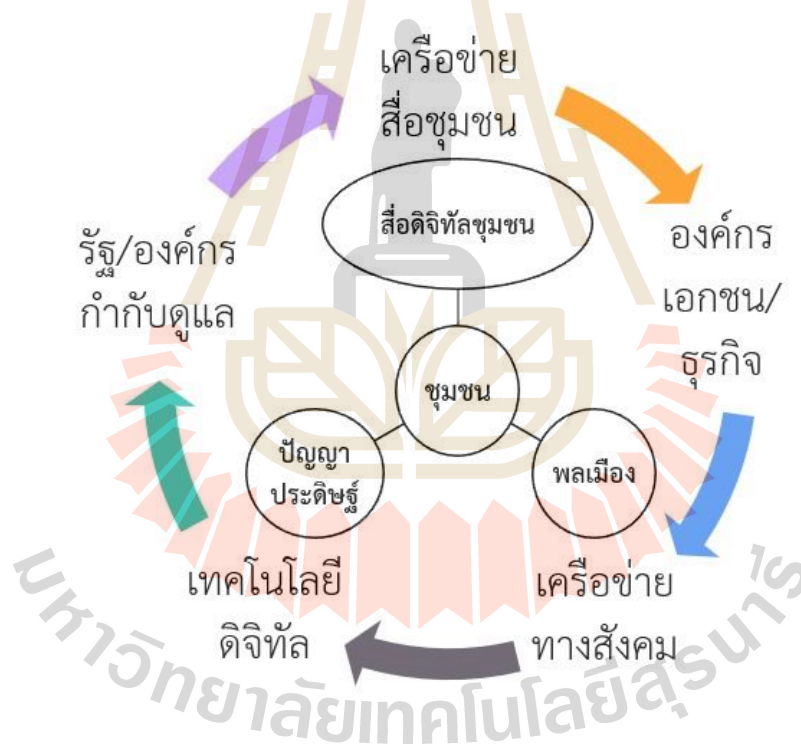 เครือข่าย
สื่อชุมชน
สื่อดิจิทัลชุมชน
องค์กร
เอกชน/
ธุรกิจ
รัฐ/องค์กร
กำกับดูแล
ชุมชน
ปัญญา
ประดิษฐ์
พลเมือง
เทคโนโลยี
ดิจิทัล
เครือข่าย
ทางสังคม
มหาวิทยาลัยเทคโนโลยีสุรนารี